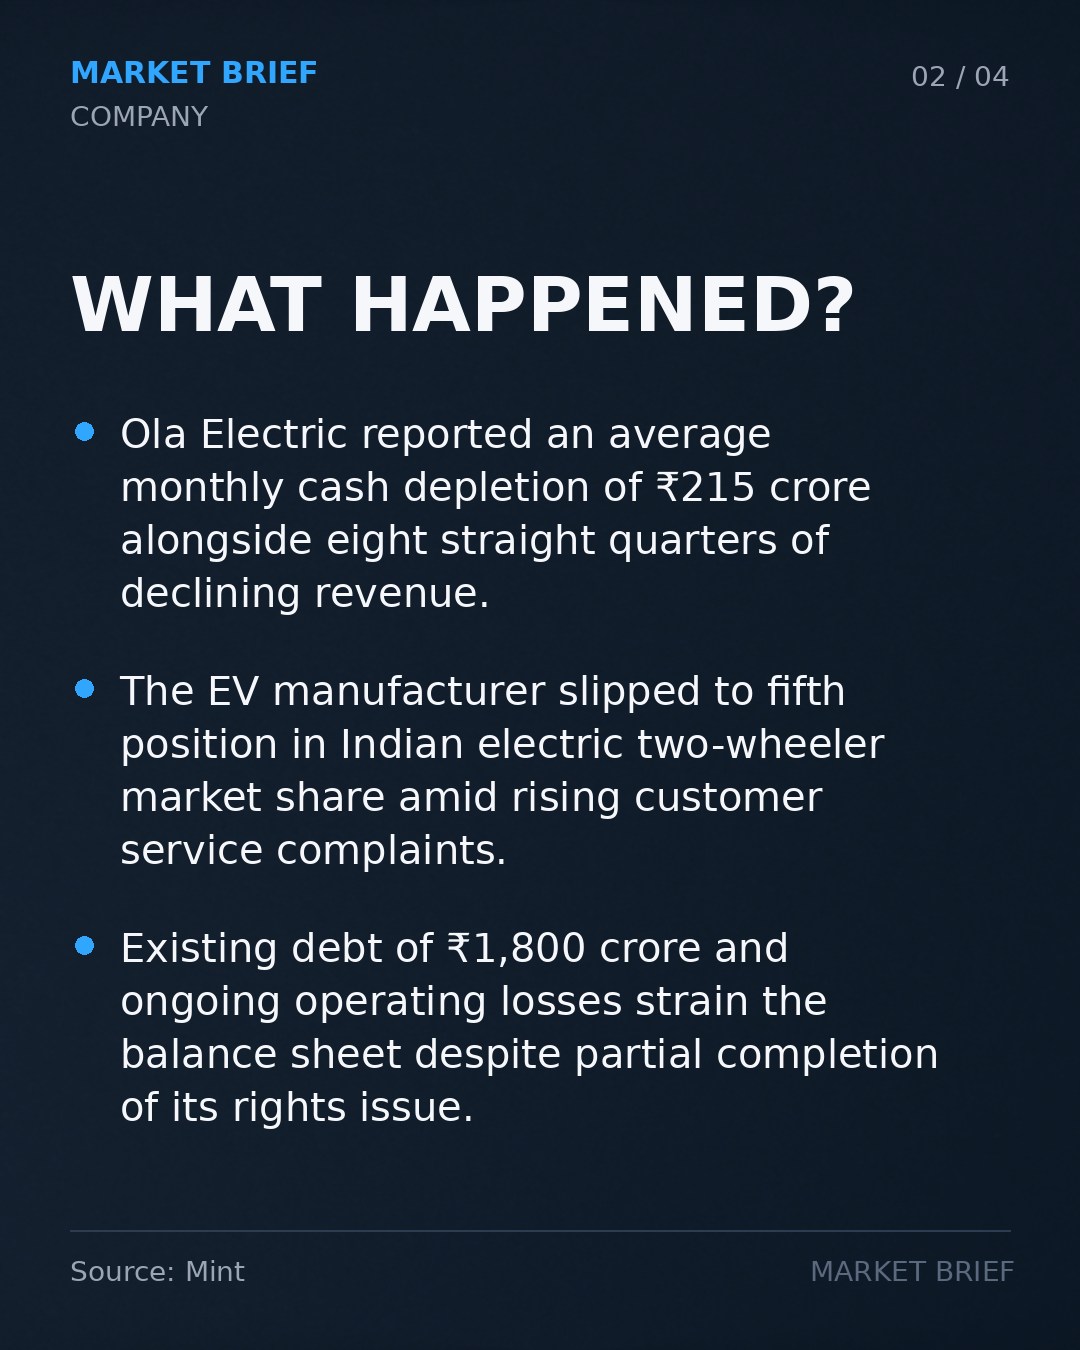 MARKET BRIEF
02 / 04
COMPANY
WHAT HAPPENED?
Ola Electric reported an average
monthly cash depletion of ₹215 crore
alongside eight straight quarters of
declining revenue.
The EV manufacturer slipped to fifth
position in Indian electric two-wheeler
market share amid rising customer
service complaints.
Existing debt of ₹1,800 crore and
ongoing operating losses strain the
balance sheet despite partial completion
of its rights issue.
Source: Mint
MARKET BRIEF